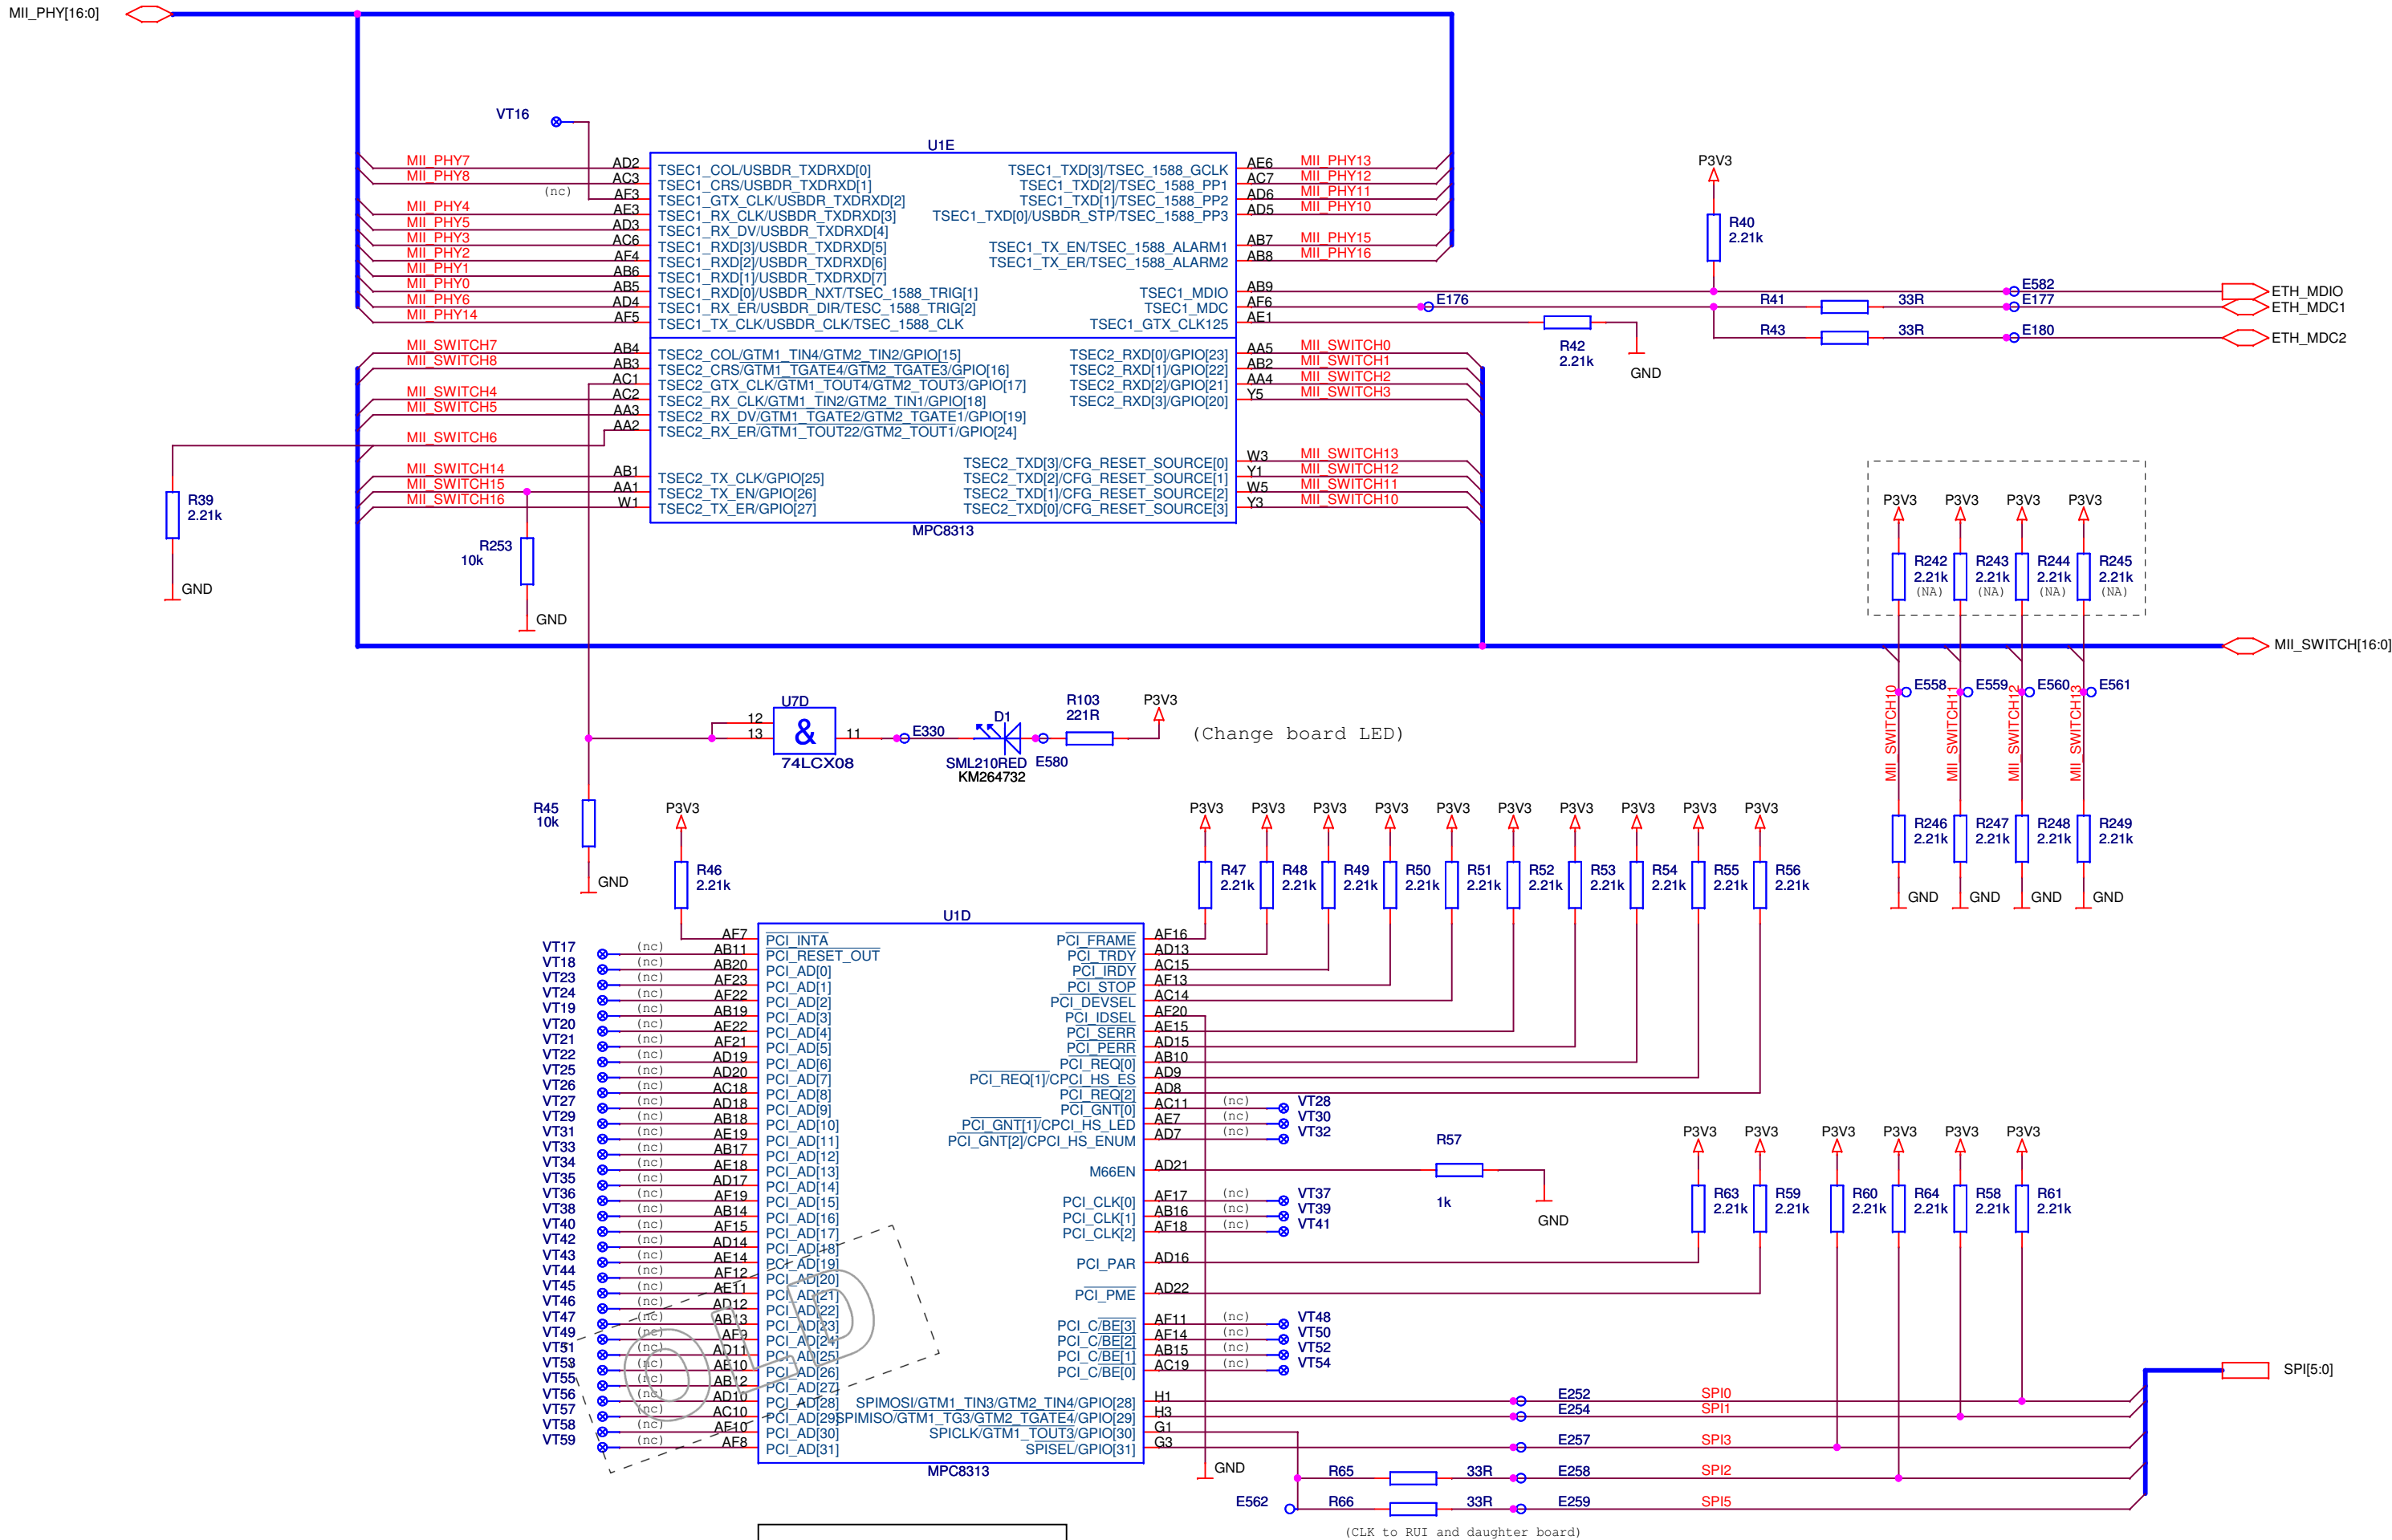 MII_PHY[16:0]
VT16
U1E
MII_PHY7 AD2 TSEC1_COL/USBDR_TXDRXD[0] TSEC1_TXD[3]/TSEC_1588_GCLK AE6 MII_PHY13
MII_PHY8 AC3 TSEC1_CRS/USBDR_TXDRXD[1] TSEC1_TXD[2]/TSEC_1588_PP1 AC7 MII_PHY12
(nc) AF3 TSEC1_GTX_CLK/USBDR_TXDRXD[2] TSEC1_TXD[1]/TSEC_1588_PP2 AD6 MII_PHY11
MII_PHY4 AE3 TSEC1_RX_CLK/USBDR_TXDRXD[3] TSEC1_TXD[0]/USBDR_STP/TSEC_1588_PP3 AD5 MII_PHY10
MII_PHY5 AD3 TSEC1_RX_DV/USBDR_TXDRXD[4]
MII_PHY3 AC6 TSEC1_RXD[3]/USBDR_TXDRXD[5] TSEC1_TX_EN/TSEC_1588_ALARM1 AB7 MII_PHY15
MII_PHY2 AF4 TSEC1_RXD[2]/USBDR_TXDRXD[6] TSEC1_TX_ER/TSEC_1588_ALARM2 AB8 MII_PHY16
MII_PHY1 AB6 TSEC1_RXD[1]/USBDR_TXDRXD[7]
MII_PHY0 AB5 TSEC1_RXD[0]/USBDR_NXT/TSEC_1588_TRIG[1] TSEC1_MDIO AB9 E582 ETH_MDIO
MII_PHY6 AD4 TSEC1_RX_ER/USBDR_DIR/TESC_1588_TRIG[2] TSEC1_MDC AF6 E176 R41 33R E177 ETH_MDC1
MII_PHY14 AF5 TSEC1_TX_CLK/USBDR_CLK/TSEC_1588_CLK TSEC1_GTX_CLK125 AE1
P3V3
R40
2.21k
R43 33R E180 ETH_MDC2
R42
2.21k
GND
MII_SWITCH7 AB4 TSEC2_COL/GTM1_TIN4/GTM2_TIN2/GPIO[15] TSEC2_RXD[0]/GPIO[23] AA5 MII_SWITCH0
MII_SWITCH8 AB3 TSEC2_CRS/GTM1_TGATE4/GTM2_TGATE3/GPIO[16] TSEC2_RXD[1]/GPIO[22] AB2 MII_SWITCH1
AC1 TSEC2_GTX_CLK/GTM1_TOUT4/GTM2_TOUT3/GPIO[17] TSEC2_RXD[2]/GPIO[21] AA4 MII_SWITCH2
MII_SWITCH4 AC2 TSEC2_RX_CLK/GTM1_TIN2/GTM2_TIN1/GPIO[18] TSEC2_RXD[3]/GPIO[20] Y5 MII_SWITCH3
MII_SWITCH5 AA3 TSEC2_RX_DV/GTM1_TGATE2/GTM2_TGATE1/GPIO[19]
MII_SWITCH6 AA2 TSEC2_RX_ER/GTM1_TOUT22/GTM2_TOUT1/GPIO[24]
TSEC2_TXD[3]/CFG_RESET_SOURCE[0] W3 MII_SWITCH13
MII_SWITCH14 AB1 TSEC2_TX_CLK/GPIO[25] TSEC2_TXD[2]/CFG_RESET_SOURCE[1] Y1 MII_SWITCH12
MII_SWITCH15 AA1 TSEC2_TX_EN/GPIO[26] TSEC2_TXD[1]/CFG_RESET_SOURCE[2] W5 MII_SWITCH11
MII_SWITCH16 W1 TSEC2_TX_ER/GPIO[27] TSEC2_TXD[0]/CFG_RESET_SOURCE[3] Y3 MII_SWITCH10
MPC8313
R39
2.21k
GND
R253
10k
GND
P3V3 P3V3 P3V3 P3V3
R242 R243 R244 R245
2.21k 2.21k 2.21k 2.21k
(NA) (NA) (NA) (NA)
MII_SWITCH[16:0]
E558 E559 E560 E561
MII_SWITCH10 MII_SWITCH11 MII_SWITCH12 MII_SWITCH13
R246 R247 R248 R249
2.21k 2.21k 2.21k 2.21k
GND GND GND GND
U7D
12
13
&
11
74LCX08
E330
D1
SML210RED
KM264732
E580
R103
221R
P3V3
(Change board LED)
R45
10k
GND
P3V3
R46
2.21k
P3V3 P3V3 P3V3 P3V3 P3V3 P3V3 P3V3 P3V3 P3V3 P3V3
R47 R48 R49 R50 R51 R52 R53 R54 R55 R56
2.21k 2.21k 2.21k 2.21k 2.21k 2.21k 2.21k 2.21k 2.21k 2.21k
U1D
AF7 PCI_INTA PCI_FRAME AF16
VT17 (nc) AB11 PCI_RESET_OUT PCI_TRDY AD13
VT18 (nc) AB20 PCI_AD[0] PCI_IRDY AC15
VT23 (nc) AF23 PCI_AD[1] PCI_STOP AF13
VT24 (nc) AF22 PCI_AD[2] PCI_DEVSEL AC14
VT19 (nc) AB19 PCI_AD[3] PCI_IDSEL AF20
VT20 (nc) AE22 PCI_AD[4] PCI_SERR AE15
VT21 (nc) AF21 PCI_AD[5] PCI_PERR AD15
VT22 (nc) AD19 PCI_AD[6] PCI_REQ[0] AB10
VT25 (nc) AD20 PCI_AD[7] PCI_REQ[1]/CPCI_HS_ES AD9
VT26 (nc) AC18 PCI_AD[8] PCI_REQ[2] AD8
VT27 (nc) AD18 PCI_AD[9] PCI_GNT[0] AC11 (nc) VT28
VT29 (nc) AB18 PCI_AD[10] PCI_GNT[1]/CPCI_HS_LED AE7 (nc) VT30
VT31 (nc) AE19 PCI_AD[11] PCI_GNT[2]/CPCI_HS_ENUM AD7 (nc) VT32
VT33 (nc) AB17 PCI_AD[12]
VT34 (nc) AE18 PCI_AD[13] M66EN AD21
VT35 (nc) AD17 PCI_AD[14]
VT36 (nc) AF19 PCI_AD[15] PCI_CLK[0] AF17 (nc) VT37
VT38 (nc) AB14 PCI_AD[16] PCI_CLK[1] AB16 (nc) VT39
VT40 (nc) AF15 PCI_AD[17] PCI_CLK[2] AF18 (nc) VT41
VT42 (nc) AD14 PCI_AD[18]
VT43 (nc) AE14 PCI_AD[19] PCI_PAR AD16
VT44 (nc) AF12 PCI_AD[20]
VT45 (nc) AE11 PCI_AD[21] PCI_PME AD22
VT46 (nc) AD12 PCI_AD[22]
VT47 (nc) AB13 PCI_AD[23] PCI_C/BE[3] AF11 (nc) VT48
VT49 (nc) AF9 PCI_AD[24] PCI_C/BE[2] AF14 (nc) VT50
VT51 (nc) AD11 PCI_AD[25] PCI_C/BE[1] AB15 (nc) VT52
VT53 (nc) AE10 PCI_AD[26] PCI_C/BE[0] AC19 (nc) VT54
VT55 (nc) AB12 PCI_AD[27]
VT56 (nc) AD10 PCI_AD[28] SPIMOSI/GTM1_TIN3/GTM2_TIN4/GPIO[28] H1 E252 SPI0
VT57 (nc) AC10 PCI_AD[29] SPIMISO/GTM1_TG3/GTM2_TGATE4/GPIO[29] H3 E254 SPI1
VT58 (nc) AF10 PCI_AD[30] SPICLK/GTM1_TOUT3/GPIO[30] G1
VT59 (nc) AF8 PCI_AD[31] SPISEL/GPIO[31] G3 E257 SPI3
MPC8313
OLD
R57
1k
GND
P3V3 P3V3 P3V3 P3V3 P3V3 P3V3
R63 R59 R60 R64 R58 R61
2.21k 2.21k 2.21k 2.21k 2.21k 2.21k
SPI[5:0]
GND
R65 33R E258 SPI2
E562 R66 33R E259 SPI5
(CLK to RUI and daughter board)